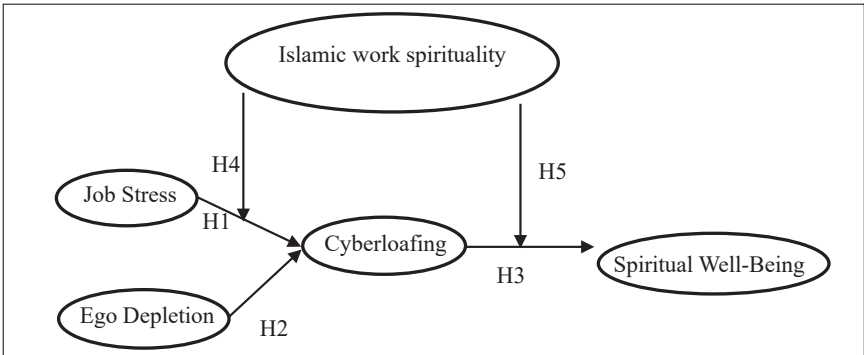 Islamic work spirituality
H4
H5
Job Stress
H1
Cyberloafing
H3
Spiritual Well-Being
Ego Depletion
H2